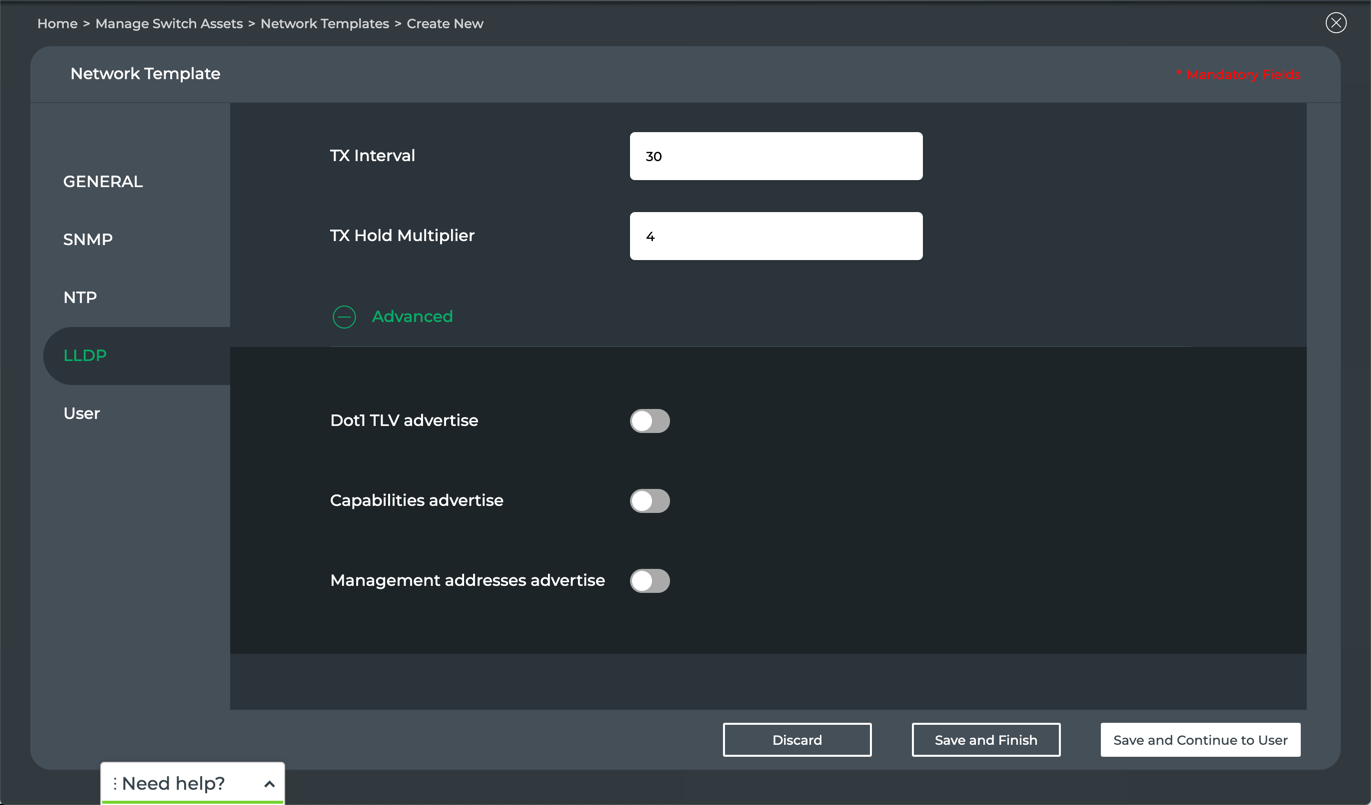 Home > Manage Switch Assets > Network Templates > Create New
Network Template
* Mandatory Fields
GENERAL
SNMP
NTP
LLDP
User
TX Interval
30
TX Hold Multiplier
4
Advanced
Dot1 TLV advertise
Capabilities advertise
Management addresses advertise
Discard
Save and Finish
Save and Continue to User
Need help?